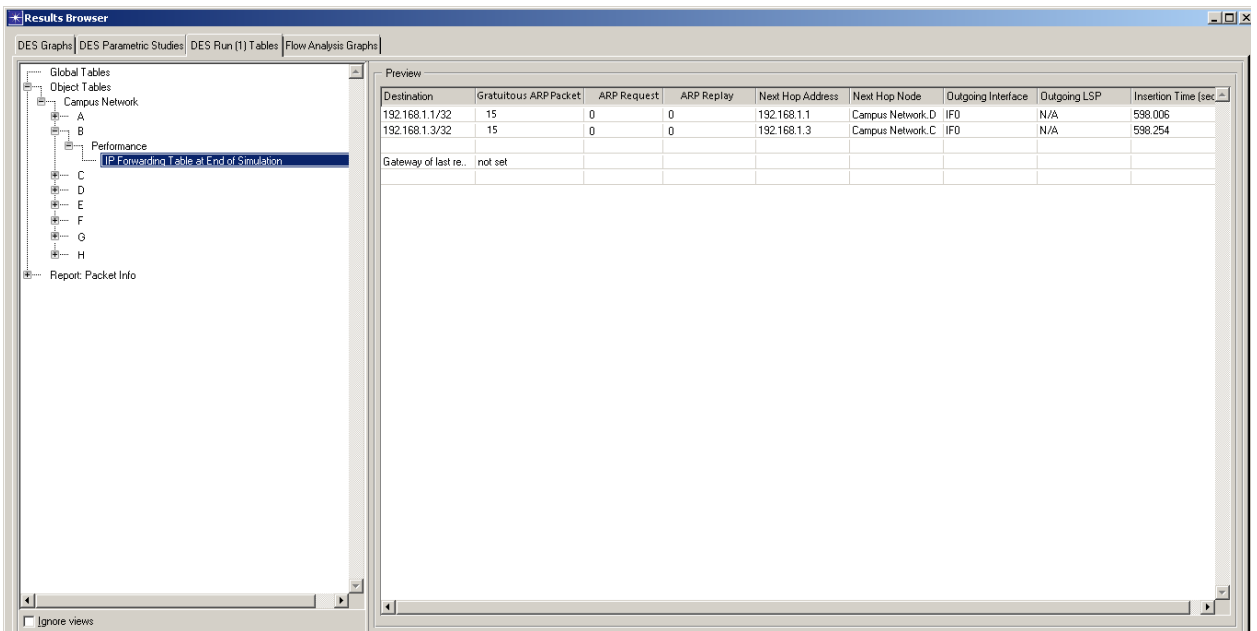 Results Browser
DES Graphs DES Parametric Studies DES Run (1) Tables Flow Analysis Graphs
Global Tables
Object Tables
Campus Network
A
B
Performance
IP Forwarding Table at End of Simulation
C
D
E
F
G
H
Report: Packet Info
Ignore views
Preview
Destination Gratuitous ARP Packet ARP Request ARP Replay Next Hop Address Next Hop Node Outgoing Interface Outgoing LSP Insertion Time (sec
192.168.1.1/32 15 0 0 192.168.1.1 Campus Network.D IF0 N/A 598.006
192.168.1.3/32 15 0 0 192.168.1.3 Campus Network.C IF0 N/A 598.254
Gateway of last re.. not set